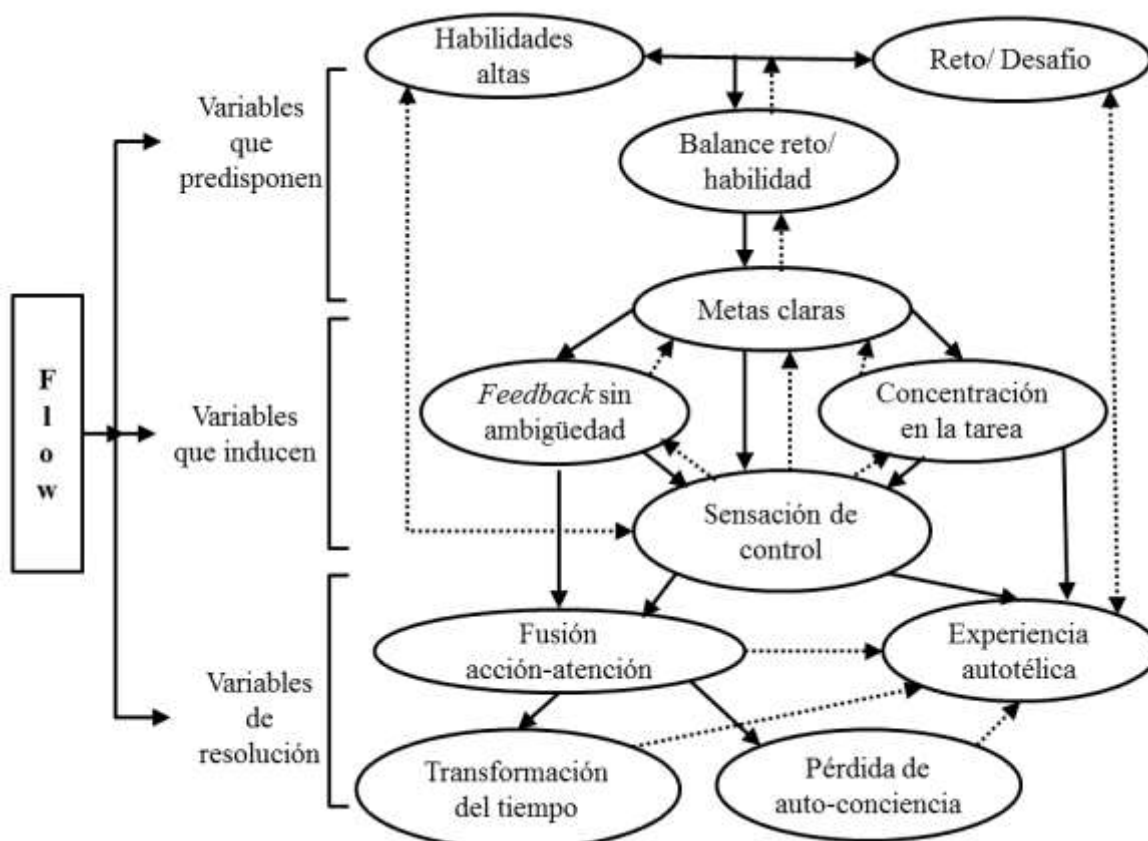 Habilidades
altas
Reto/ Desafio
Variables
que
predisponen
Balance reto/
habilidad
Metas claras
F
l
o
w
Variables
que inducen
Feedback sin
ambigüedad
Concentración
en la tarea
Sensación de
control
Variables
de
resolución
Fusión
acción-atención
Experiencia
autotélica
Transformación
del tiempo
Pérdida de
auto-conciencia